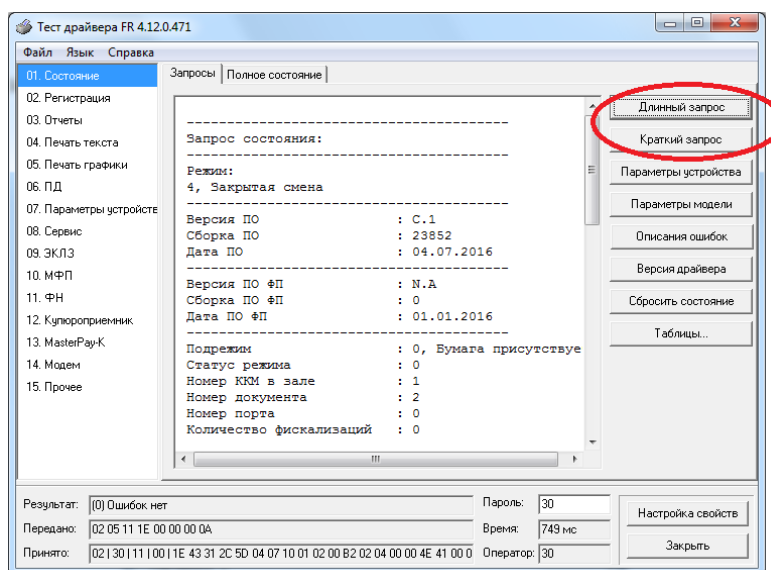 Тест драйвера FR 4.12.0.471
Файл Язык Справка
01. Состояние
02. Регистрация
03. Отчеты
04. Печать текста
05. Печать графики
06. ПД
07. Параметры устройств
08. Сервис
09. ЭКЛЗ
10. МФП
11. ФН
12. Купюроприемник
13. MasterPay-K
14. Модем
15. Прочее
Запросы Полное состояние
----------------------------------------
Запрос состояния:
----------------------------------------
Режим:
4, Закрытая смена
----------------------------------------
Версия ПО : C.1
Сборка ПО : 23852
Дата ПО : 04.07.2016
----------------------------------------
Версия ПО ФП : N.A
Сборка ПО ФП : 0
Дата ПО ФП : 01.01.2016
----------------------------------------
Подрежим : 0, Бумага присутствуе
Статус режима : 0
Номер ККМ в зале : 1
Номер документа : 2
Номер порта : 0
Количество фискализаций : 0
Длинный запрос
Краткий запрос
Параметры устройства
Параметры модели
Описания ошибок
Версия драйвера
Сбросить состояние
Таблицы...
Результат: (0) Ошибок нет
Передано: 02 05 11 1E 00 00 00 0A
Принято: 02 | 30 | 11 | 00 | 1E 43 31 2C 5D 04 07 10 01 02 00 B2 02 04 00 00 4E 41 00 0
Пароль: 30
Время: 749 мс
Оператор: 30
Настройка свойств
Закрыть